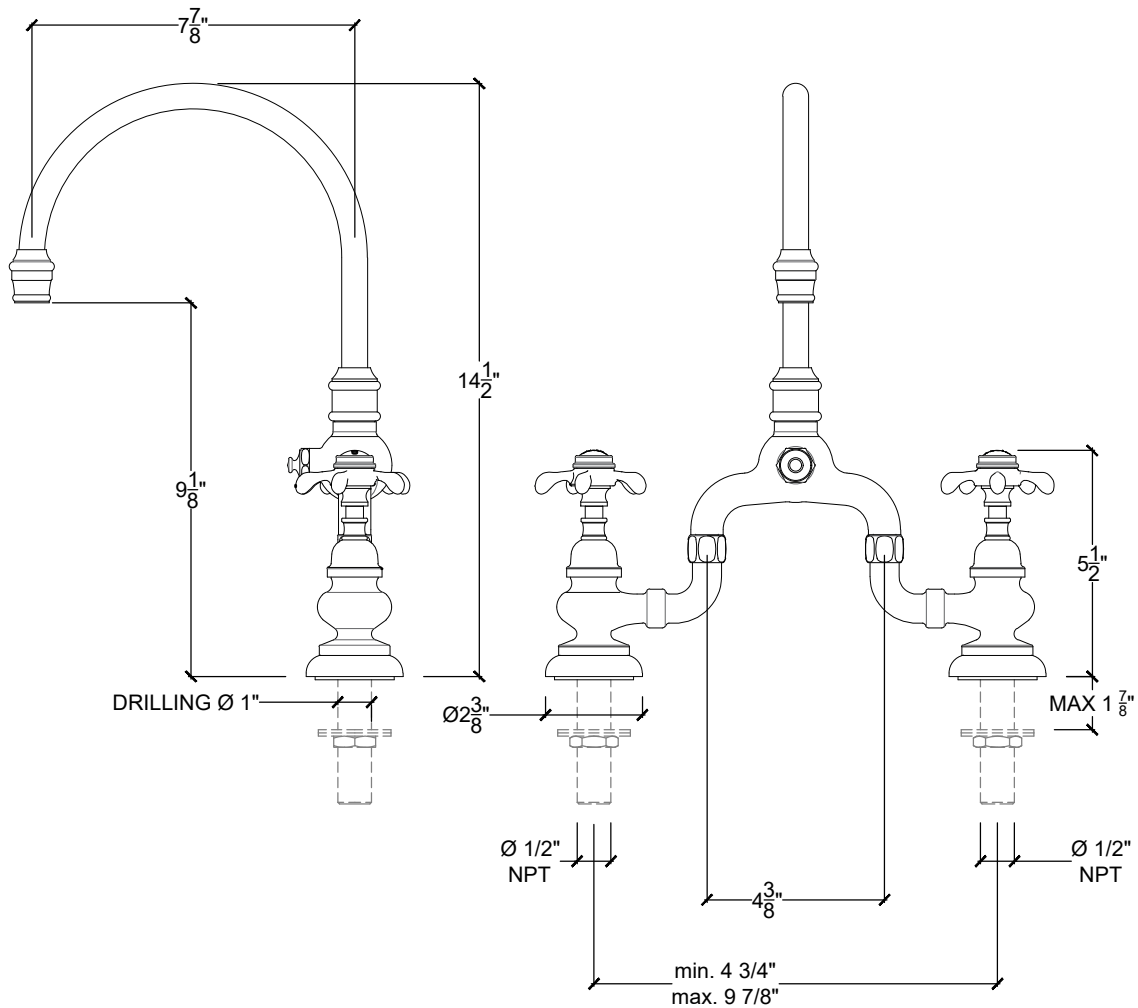 7 7/8"
14 1/2"
9 1/8"
5 1/2"
DRILLING Ø 1"
Ø2 3/8"
MAX 1 7/8"
Ø 1/2"
NPT
Ø 1/2"
NPT
4 3/8"
min. 4 3/4"
max. 9 7/8"